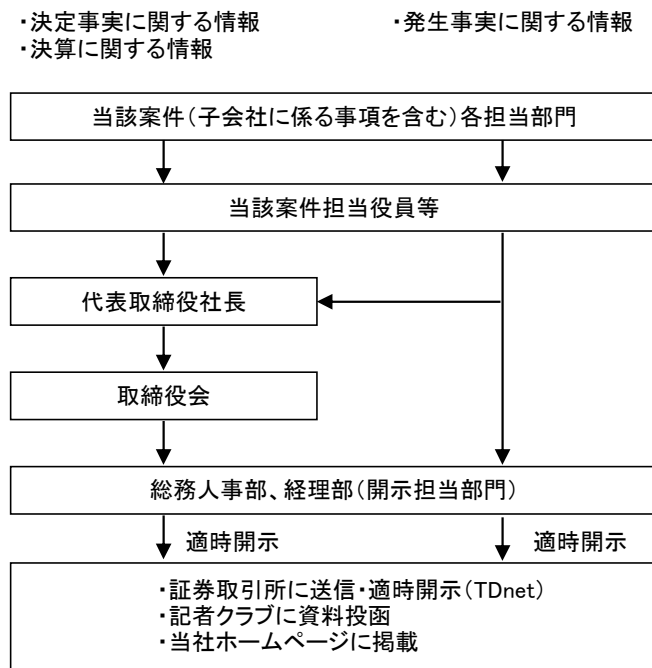 ・決定事実に関する情報
・決算に関する情報
・発生事実に関する情報
当該案件（子会社に係る事項を含む）各担当部門
当該案件担当役員等
代表取締役社長
取締役会
総務人事部、経理部（開示担当部門）
適時開示
適時開示
・証券取引所に送信・適時開示（TDnet）
・記者クラブに資料投函
・当社ホームページに掲載